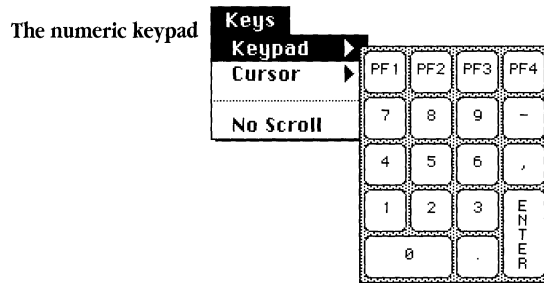 The numeric keypad
Keys
Keypad
Cursor
No Scroll
PF1 PF2 PF3 PF4
7 8 9 -
4 5 6 ,
1 2 3 ENTER
0 .